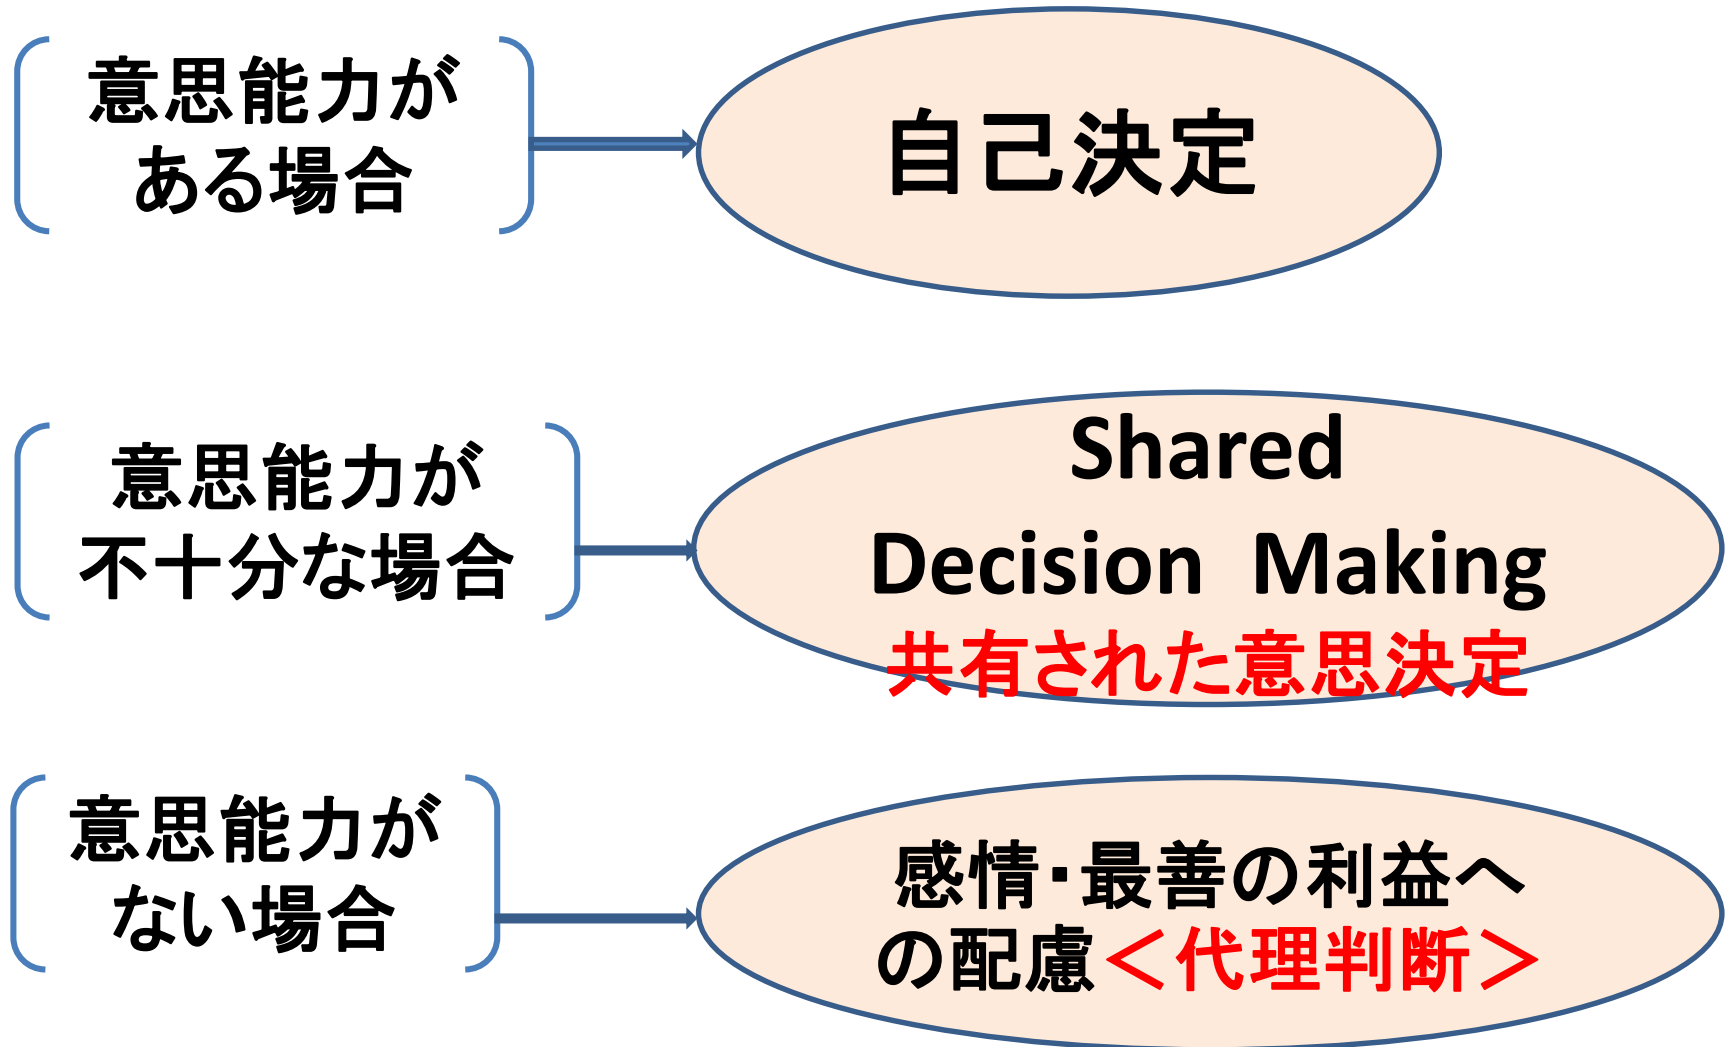 意思能力が
ある場合
自己決定
意思能力が
不十分な場合
Shared
Decision Making
共有された意思決定
意思能力が
ない場合
感情・最善の利益へ
の配慮＜代理判断＞